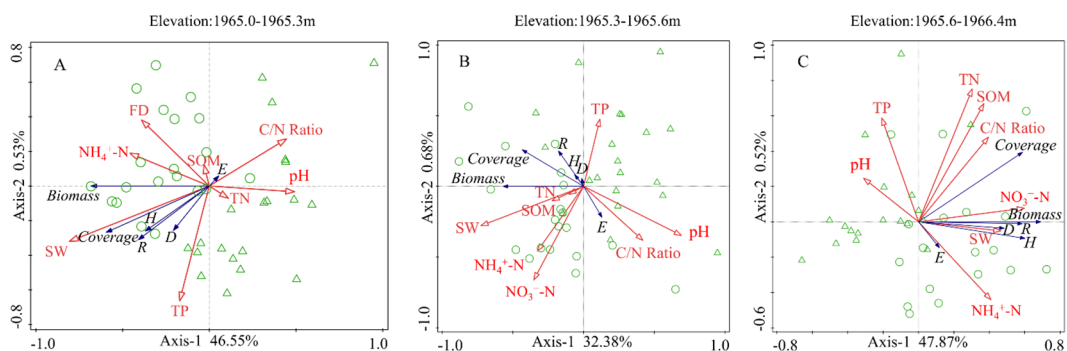 Elevation:1965.0-1965.3m
Elevation:1965.3-1965.6m
Elevation:1965.6-1966.4m
A
0.8
FD
C/N Ratio
NH₄⁺-N
SOM
E
pH
Biomass
TN
H
Coverage
R
D
SW
TP
Axis-2 0.53%
-0.8
-1.0
Axis-1 46.55%
1.0
B
1.0
TP
R
Coverage
H
D
Biomass
TN
SOM
E
SW
pH
C/N Ratio
NH₄⁺-N
NO₃⁻-N
Axis-2 0.68%
-1.0
-1.0
Axis-1 32.38%
1.0
C
1.0
TN
SOM
TP
C/N Ratio
Coverage
pH
NO₃⁻-N
Biomass
D
R
SW
H
E
NH₄⁺-N
Axis-2 0.52%
-0.6
-0.8
Axis-1 47.87%
0.8